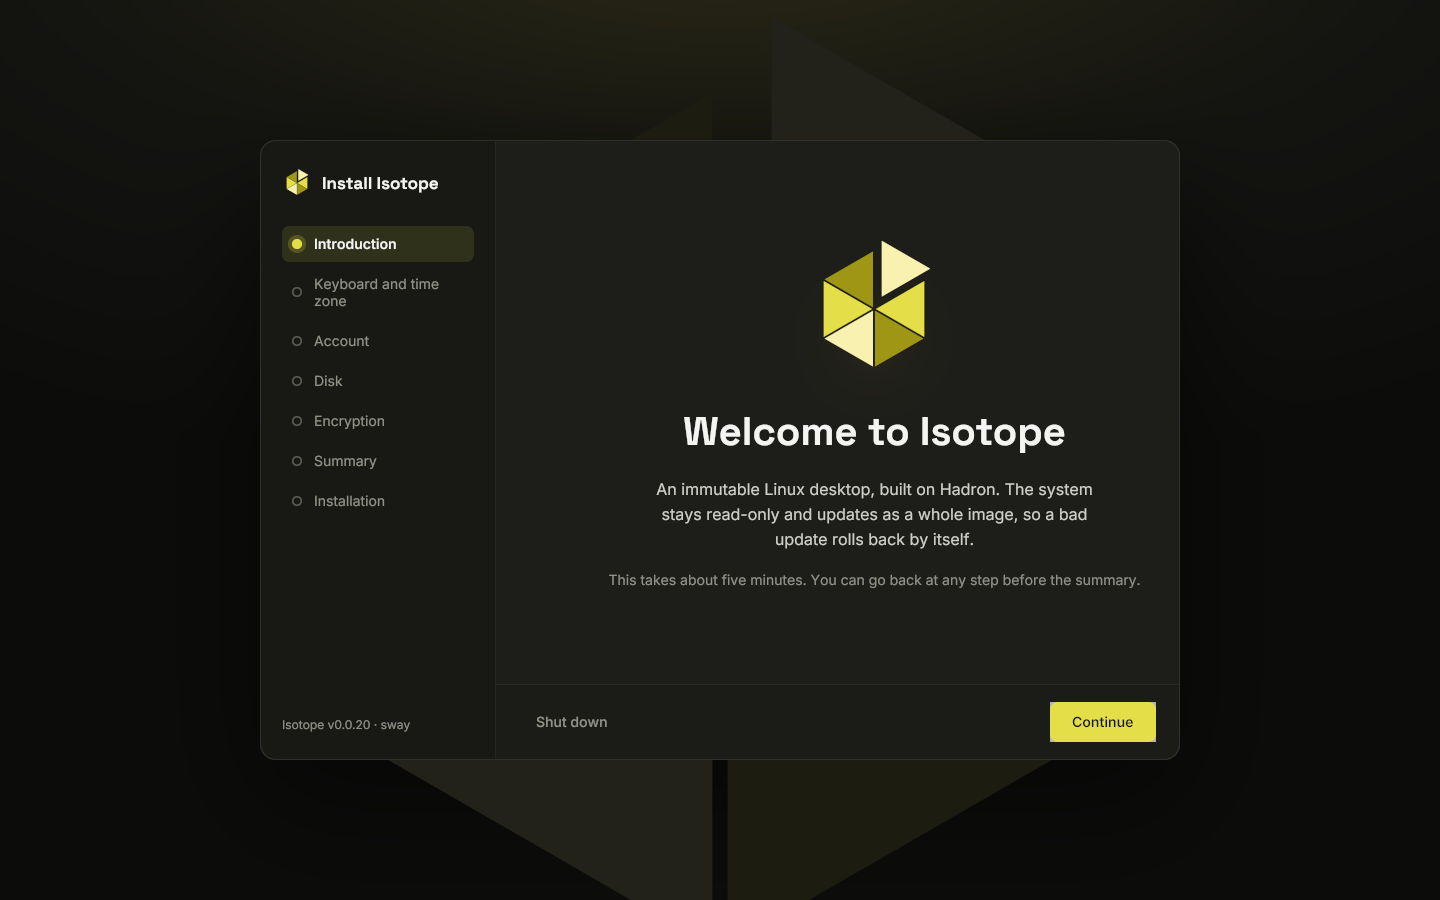 Install Isotope
Introduction
Keyboard and time
zone
Account
Disk
Encryption
Summary
Installation
Isotope v0.0.20 · sway
Welcome to Isotope
An immutable Linux desktop, built on Hadron. The system
stays read-only and updates as a whole image, so a bad
update rolls back by itself.
This takes about five minutes. You can go back at any step before the summary.
Shut down
Continue